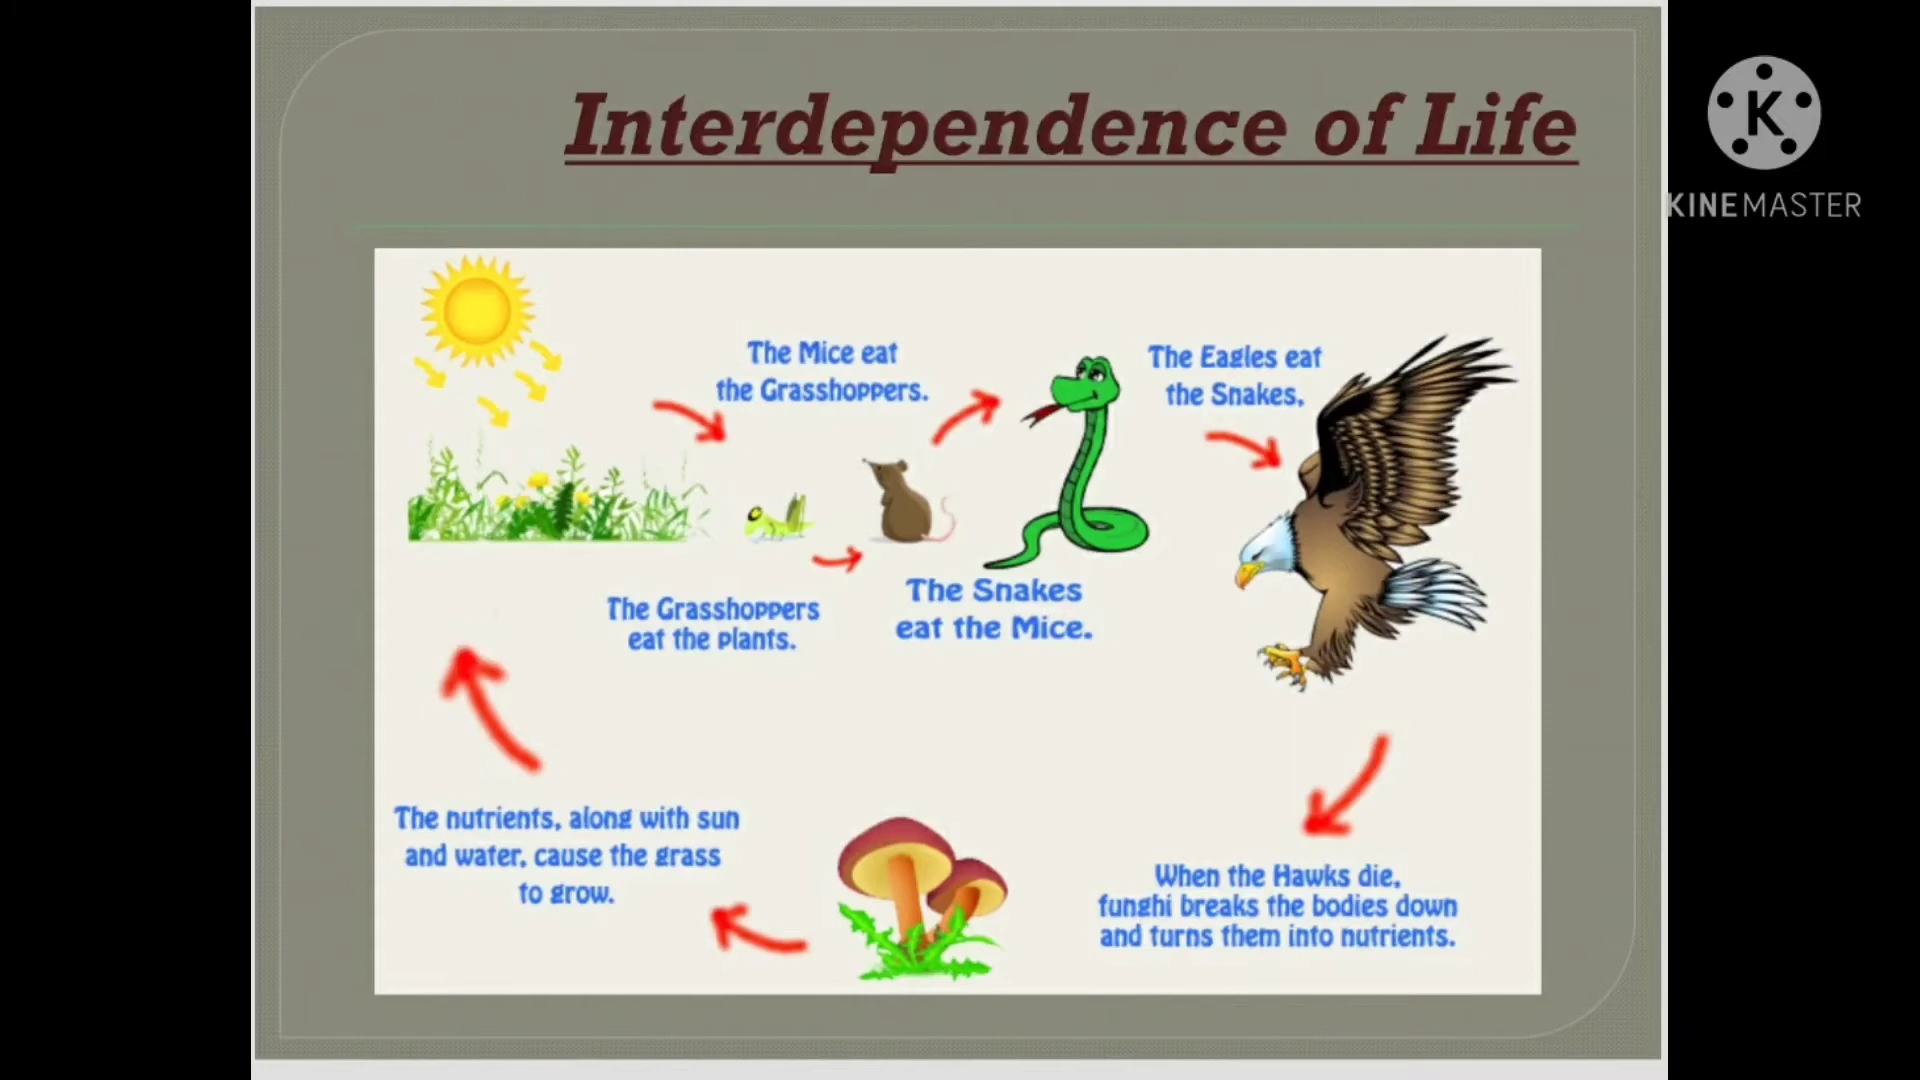 Interdependence of Life
K
KINEMASTER
The Mice eat
the Grasshoppers.
The Eagles eat
the Snakes,
The Grasshoppers
eat the plants.
The Snakes
eat the Mice.
The nutrients, along with sun
and water, cause the grass
to grow.
When the Hawks die,
funghi breaks the bodies down
and turns them into nutrients.